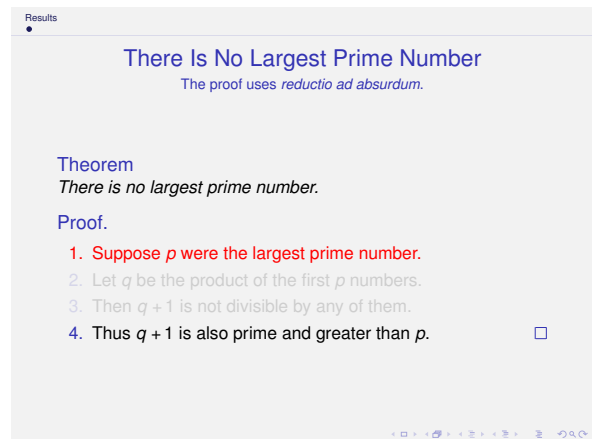 Results
There Is No Largest Prime Number
The proof uses reductio ad absurdum.
Theorem
There is no largest prime number.
Proof.
1. Suppose p were the largest prime number.
2. Let q be the product of the first p numbers.
3. Then q + 1 is not divisible by any of them.
4. Thus q + 1 is also prime and greater than p. □